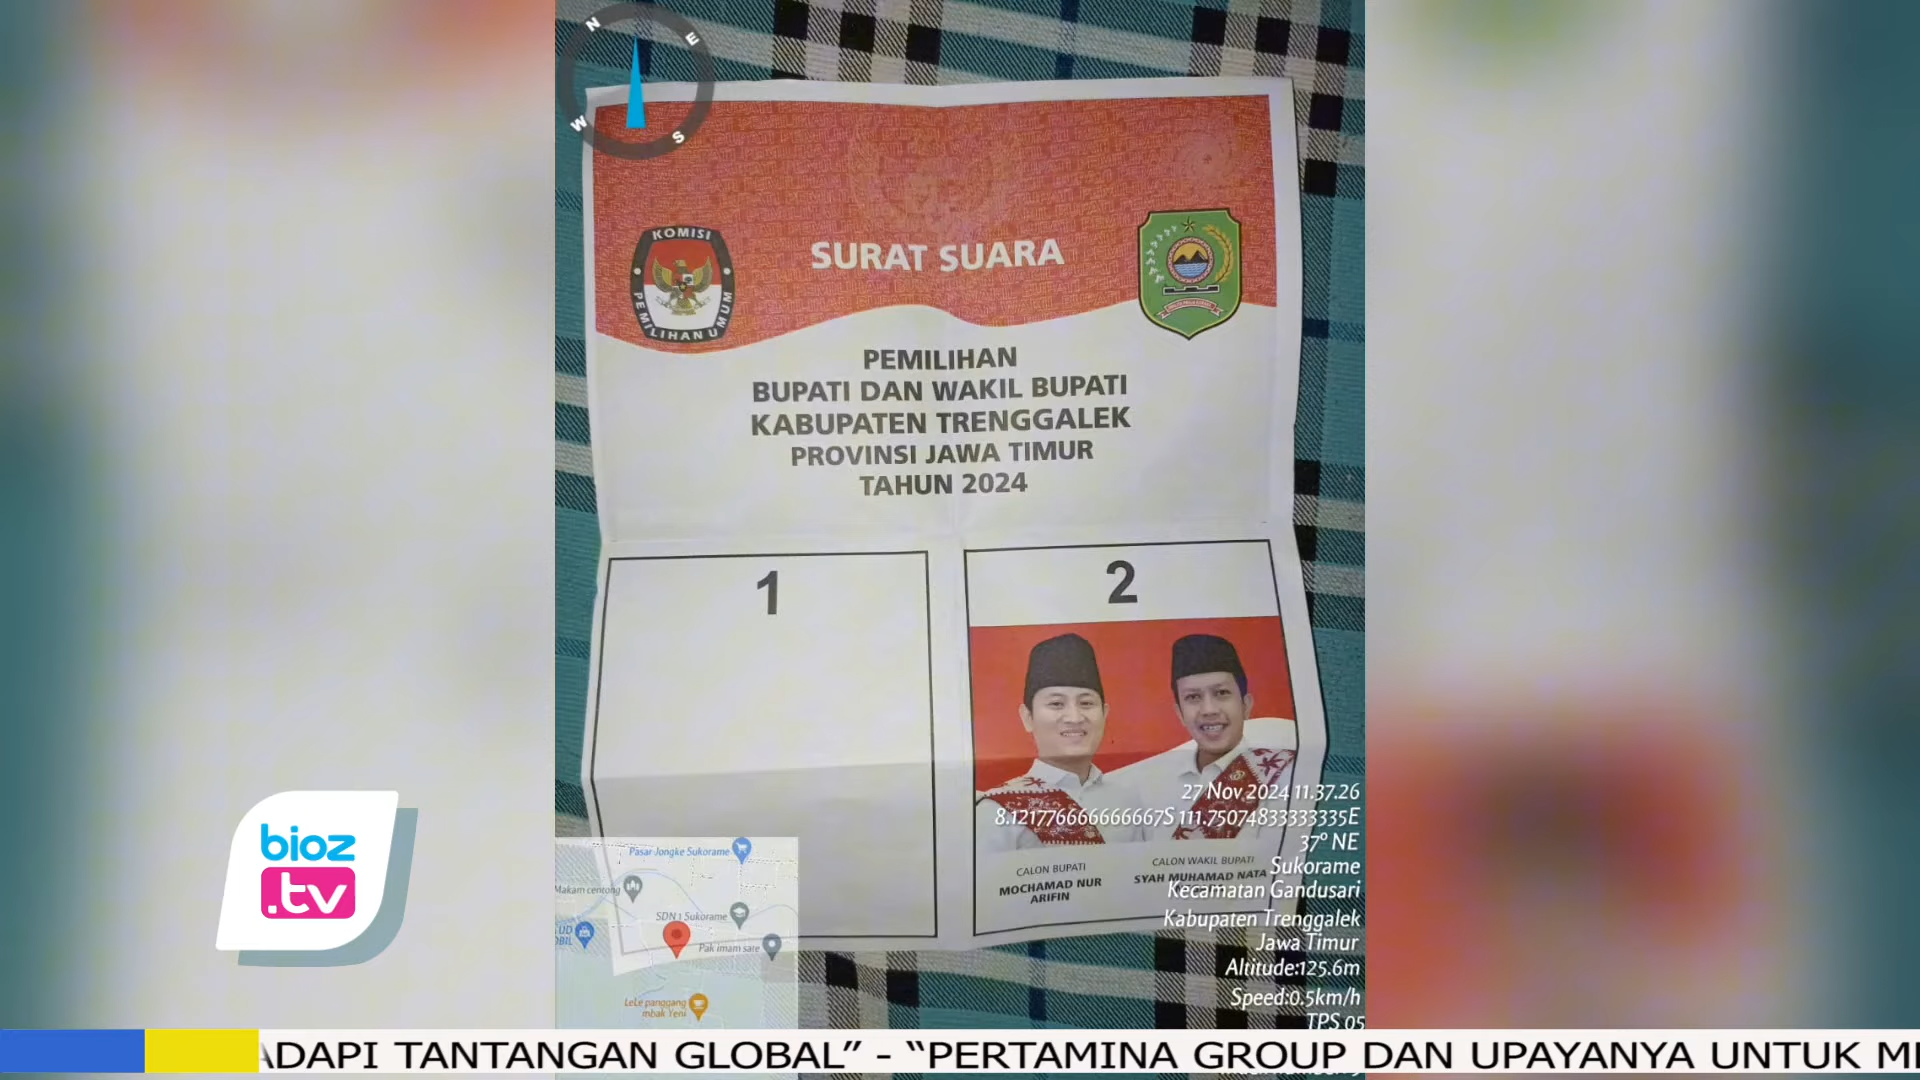 N
E
W
S
KOMISI
PEMILIHAN UMUM
SURAT SUARA
PEMILIHAN
BUPATI DAN WAKIL BUPATI
KABUPATEN TRENGGALEK
PROVINSI JAWA TIMUR
TAHUN 2024
1
2
CALON BUPATI
MOCHAMAD NUR
ARIFIN
CALON WAKIL BUPATI
SYAH MUHAMAD NATA
27 Nov 2024 11.37.26
8.121776666666667S 111.75074833333335E
37° NE
Sukorame
Kecamatan Gandusari
Kabupaten Trenggalek
Jawa Timur
Altitude:125.6m
Speed:0.5km/h
TPS 05
Pasar Jongke Sukorame
Makam centong
SDN 1 Sukorame
UD
Pak imam sate
LeLe panggang
mbak Yeni
bioz
.tv
ADAPI TANTANGAN GLOBAL” - “PERTAMINA GROUP DAN UPAYANYA UNTUK